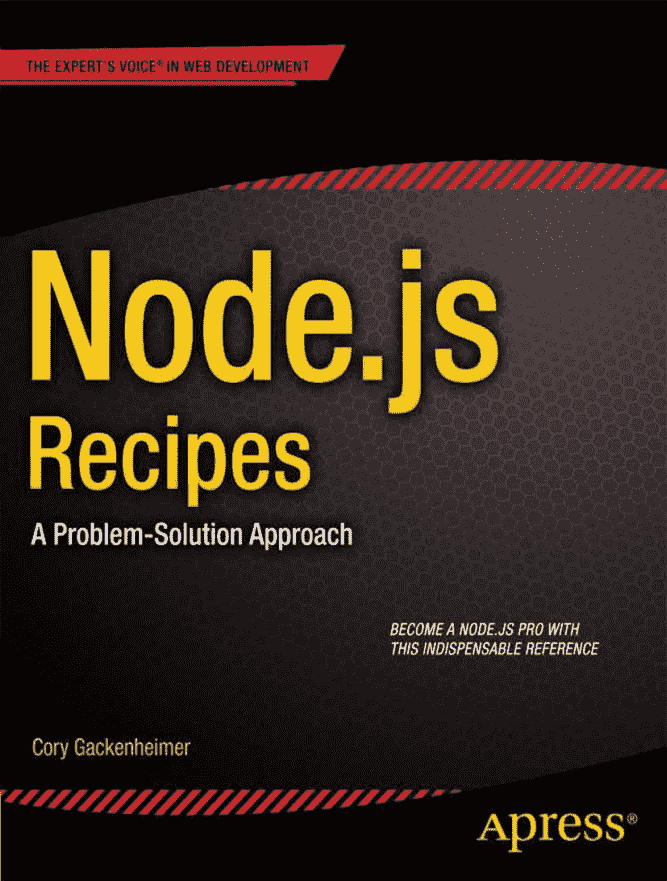 THE EXPERT'S VOICE® IN WEB DEVELOPMENT
Node.js
Recipes
A Problem-Solution Approach
BECOME A NODE.JS PRO WITH
THIS INDISPENSABLE REFERENCE
Cory Gackenheimer
Apress®